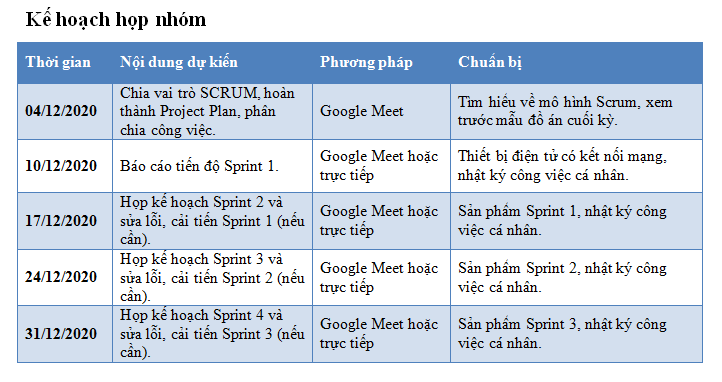 Kế hoạch họp nhóm
Thời gian
Nội dung dự kiến
Phương pháp
Chuẩn bị
04/12/2020
Chia vai trò SCRUM, hoàn
thành Project Plan, phân
chia công việc.
Google Meet
Tìm hiểu về mô hình Scrum, xem
trước mẫu đồ án cuối kỳ.
10/12/2020
Báo cáo tiến độ Sprint 1.
Google Meet hoặc
trực tiếp
Thiết bị điện tử có kết nối mạng,
nhật ký công việc cá nhân.
17/12/2020
Họp kế hoạch Sprint 2 và
sửa lỗi, cải tiến Sprint 1 (nếu
cần).
Google Meet hoặc
trực tiếp
Sản phẩm Sprint 1, nhật ký công
việc cá nhân.
24/12/2020
Họp kế hoạch Sprint 3 và
sửa lỗi, cải tiến Sprint 2 (nếu
cần).
Google Meet hoặc
trực tiếp
Sản phẩm Sprint 2, nhật ký công
việc cá nhân.
31/12/2020
Họp kế hoạch Sprint 4 và
sửa lỗi, cải tiến Sprint 3 (nếu
cần).
Google Meet hoặc
trực tiếp
Sản phẩm Sprint 3, nhật ký công
việc cá nhân.